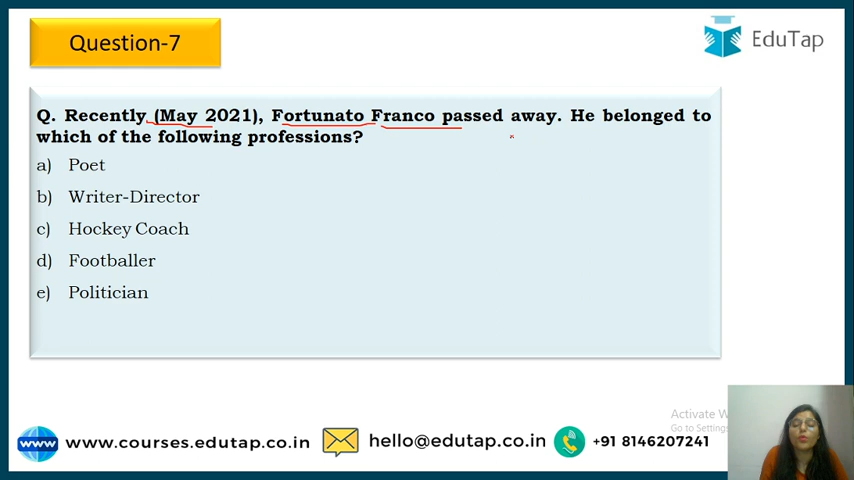 Question-7
EduTap
Q. Recently (May 2021), Fortunato Franco passed away. He belonged to
which of the following professions?
a) Poet
b) Writer-Director
c) Hockey Coach
d) Footballer
e) Politician
Activate W
Go to Settings
www www.courses.edutap.co.in hello@edutap.co.in +91 8146207241